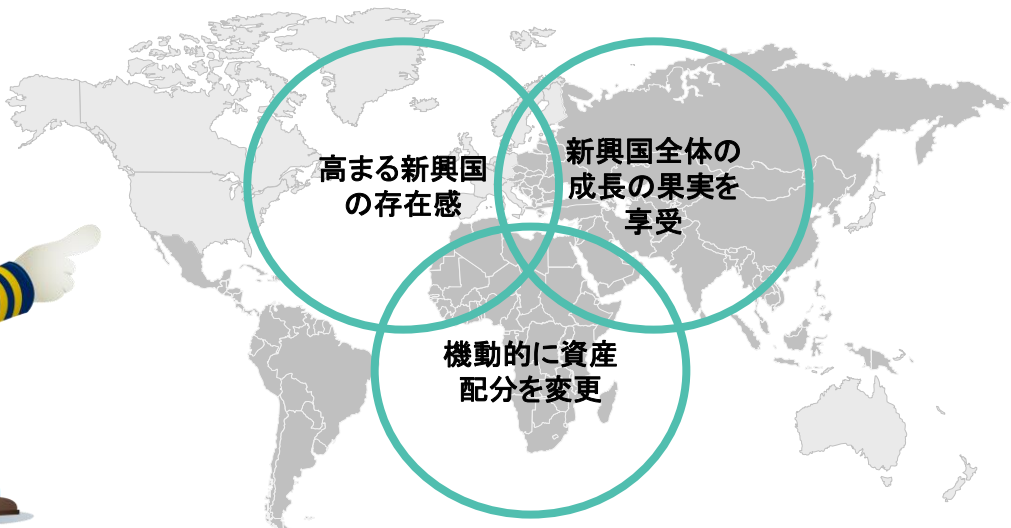 高まる新興国
の存在感
新興国全体の
成長の果実を
享受
機動的に資産
配分を変更